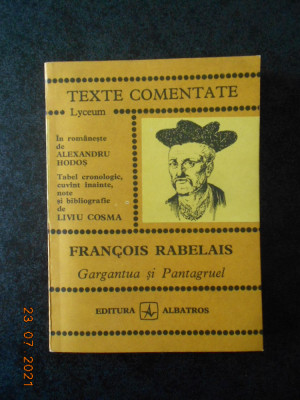 TEXTE COMENTATE
Lyceum
În românește
de
ALEXANDRU
HODOȘ
Tabel cronologic,
cuvînt înainte,
note
și bibliografie
de
LIVIU COSMA
FRANÇOIS RABELAIS
Gargantua și Pantagruel
EDITURA ALBATROS
23.07.2021